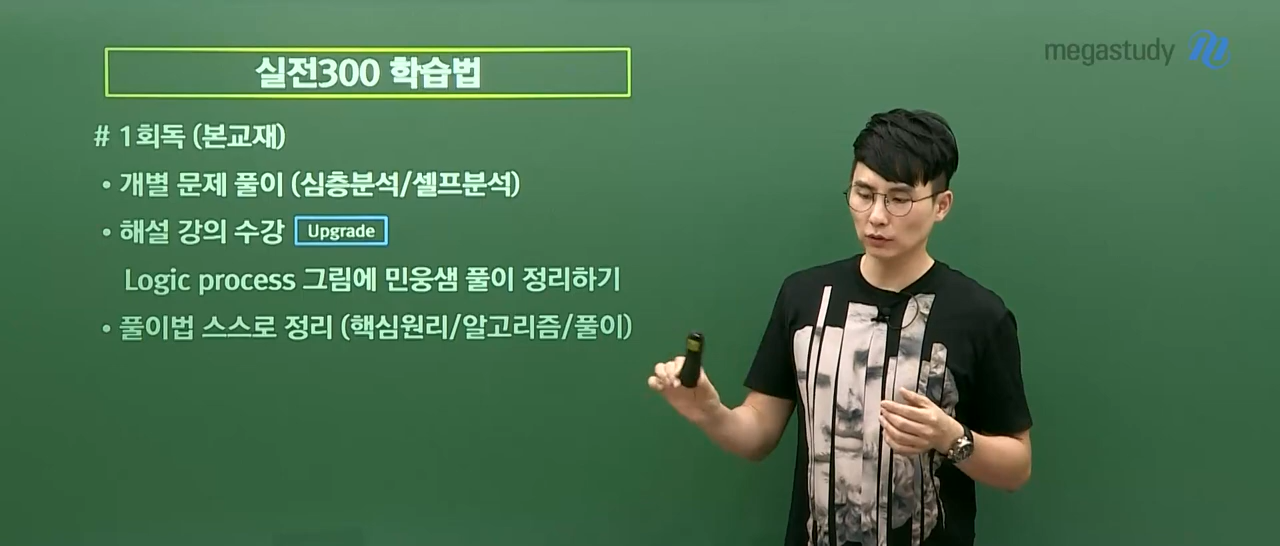 실전300 학습법
megastudy
# 1회독 (본교재)
• 개별 문제 풀이 (심층분석/셀프분석)
• 해설 강의 수강 Upgrade
Logic process 그림에 민웅샘 풀이 정리하기
• 풀이법 스스로 정리 (핵심원리/알고리즘/풀이)